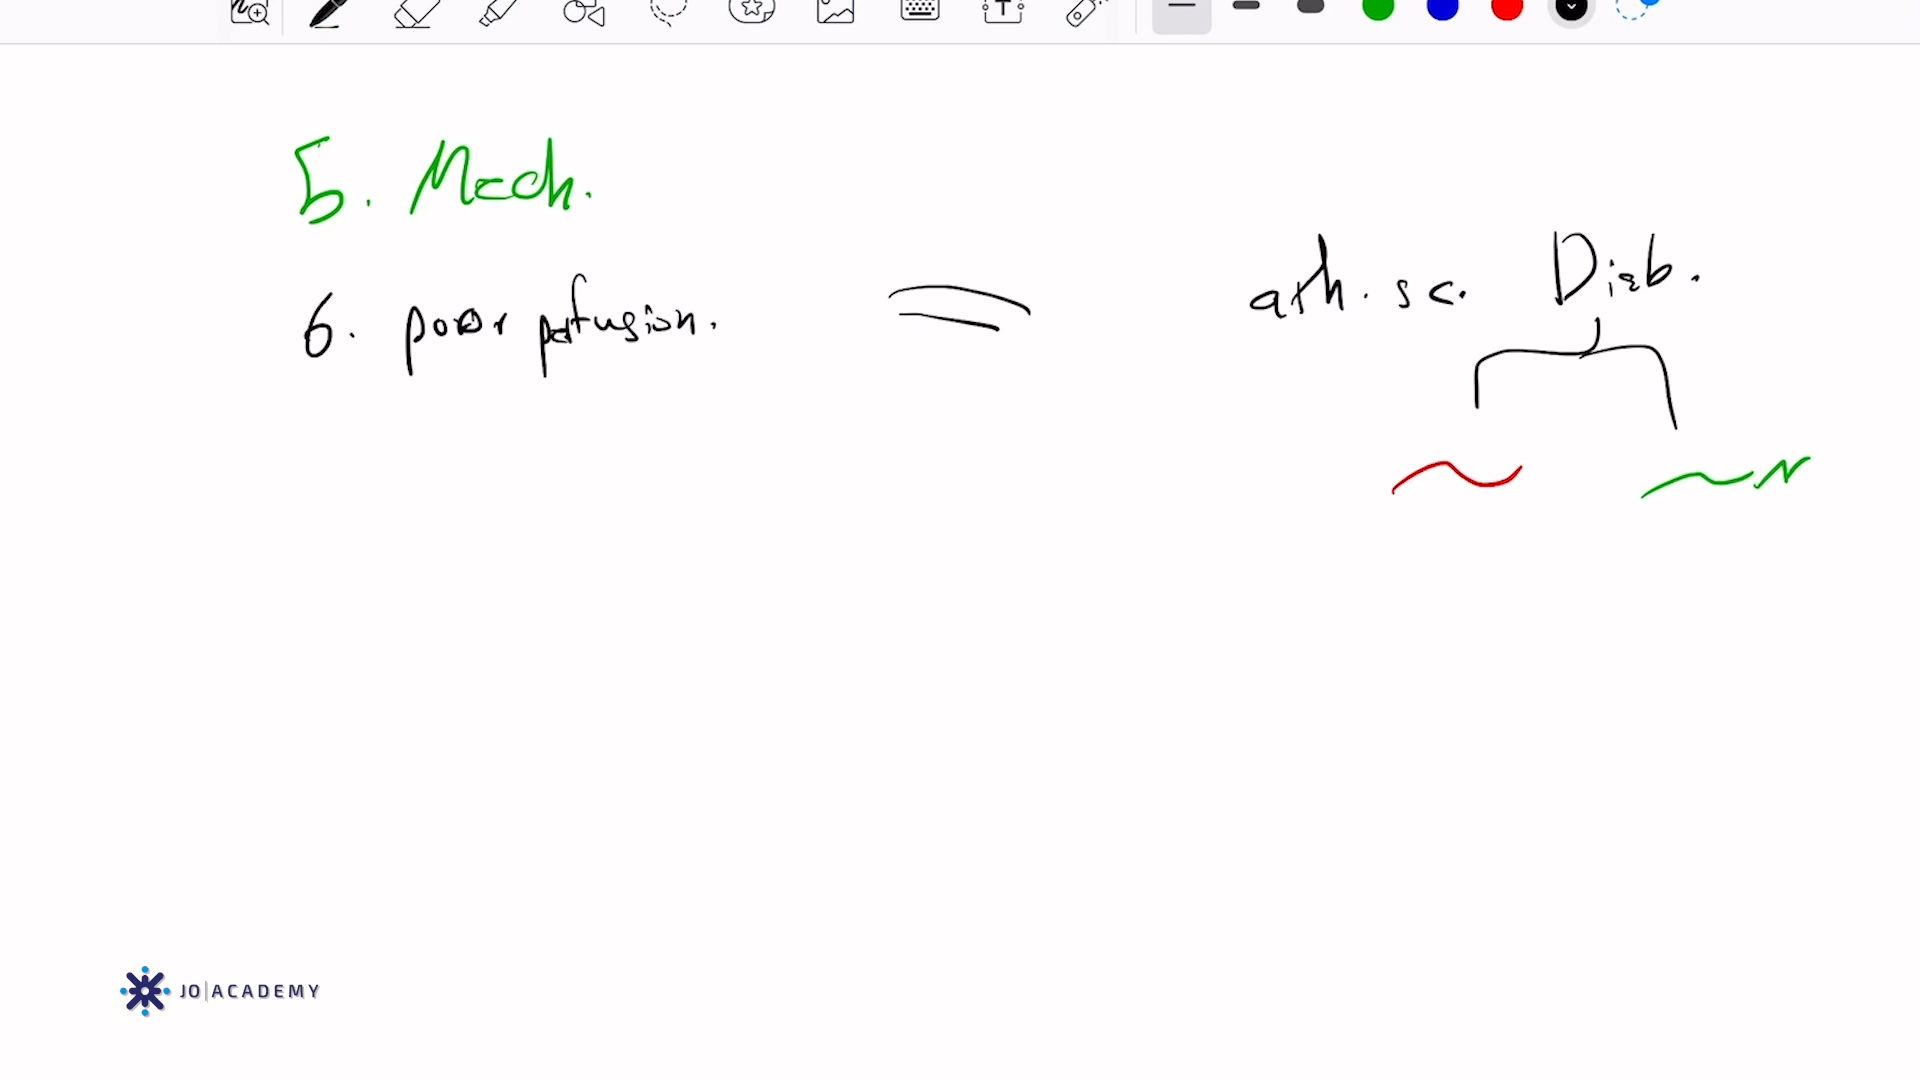 5. Mech.
6. poor perfusion.
ath. sc. Diab.
JO|ACADEMY